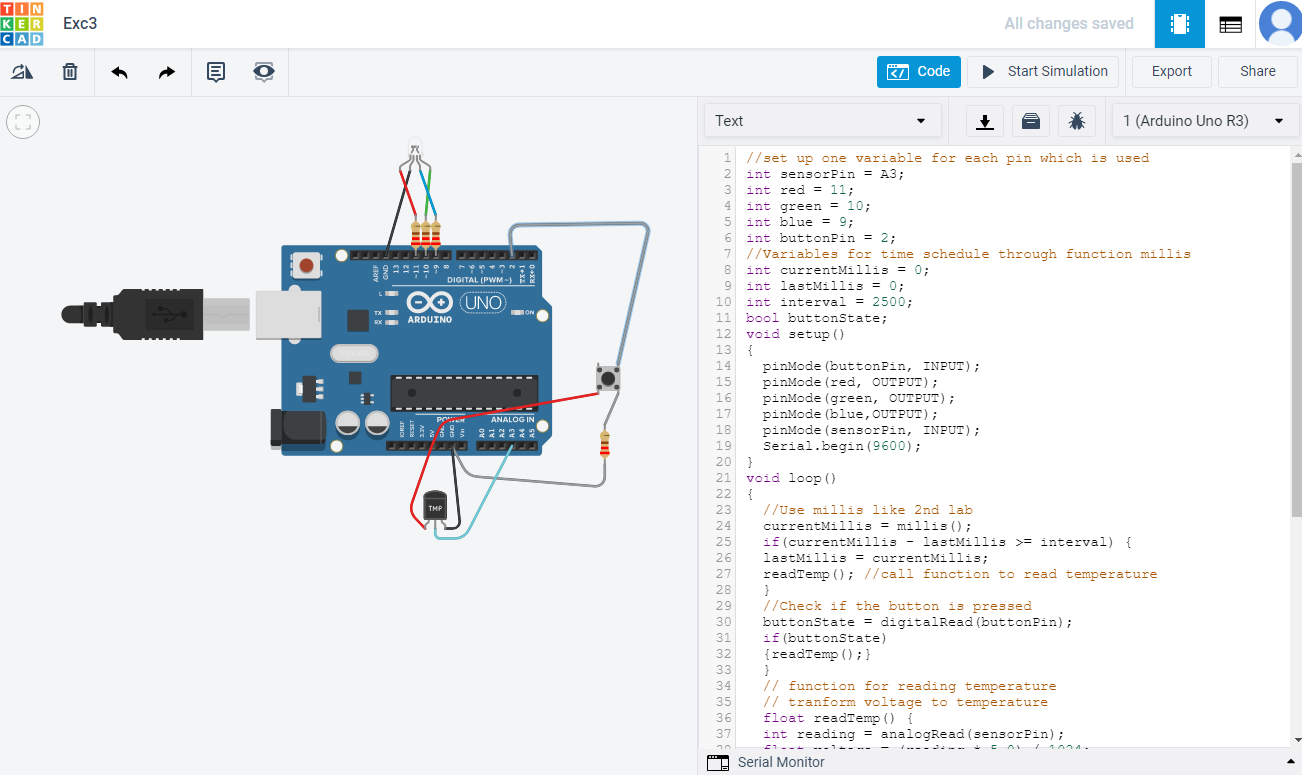 TIN
KER
CAD
Exc3
All changes saved
Code
Start Simulation
Export
Share
Text
1 (Arduino Uno R3)
AREF
GND
13
12
~11
~10
~9
8
7
~6
~5
4
~3
2
TX→1
RX←0
DIGITAL (PWM~)
L
TX
RX
ARDUINO
UNO
ON
POWER
ANALOG IN
IOREF
RESET
3.3V
5V
GND
GND
Vin
A0
A1
A2
A3
A4
A5
TMP
1 //set up one variable for each pin which is used
2 int sensorPin = A3;
3 int red = 11;
4 int green = 10;
5 int blue = 9;
6 int buttonPin = 2;
7 //Variables for time schedule through function millis
8 int currentMillis = 0;
9 int lastMillis = 0;
10 int interval = 2500;
11 bool buttonState;
12 void setup()
13 {
14 pinMode(buttonPin, INPUT);
15 pinMode(red, OUTPUT);
16 pinMode(green, OUTPUT);
17 pinMode(blue,OUTPUT);
18 pinMode(sensorPin, INPUT);
19 Serial.begin(9600);
20 }
21 void loop()
22 {
23 //Use millis like 2nd lab
24 currentMillis = millis();
25 if(currentMillis - lastMillis >= interval) {
26 lastMillis = currentMillis;
27 readTemp(); //call function to read temperature
28 }
29 //Check if the button is pressed
30 buttonState = digitalRead(buttonPin);
31 if(buttonState)
32 {readTemp();}
33 }
34 // function for reading temperature
35 // tranform voltage to temperature
36 float readTemp() {
37 int reading = analogRead(sensorPin);
38 float voltage = (reading * 5.0) / 1024;
Serial Monitor